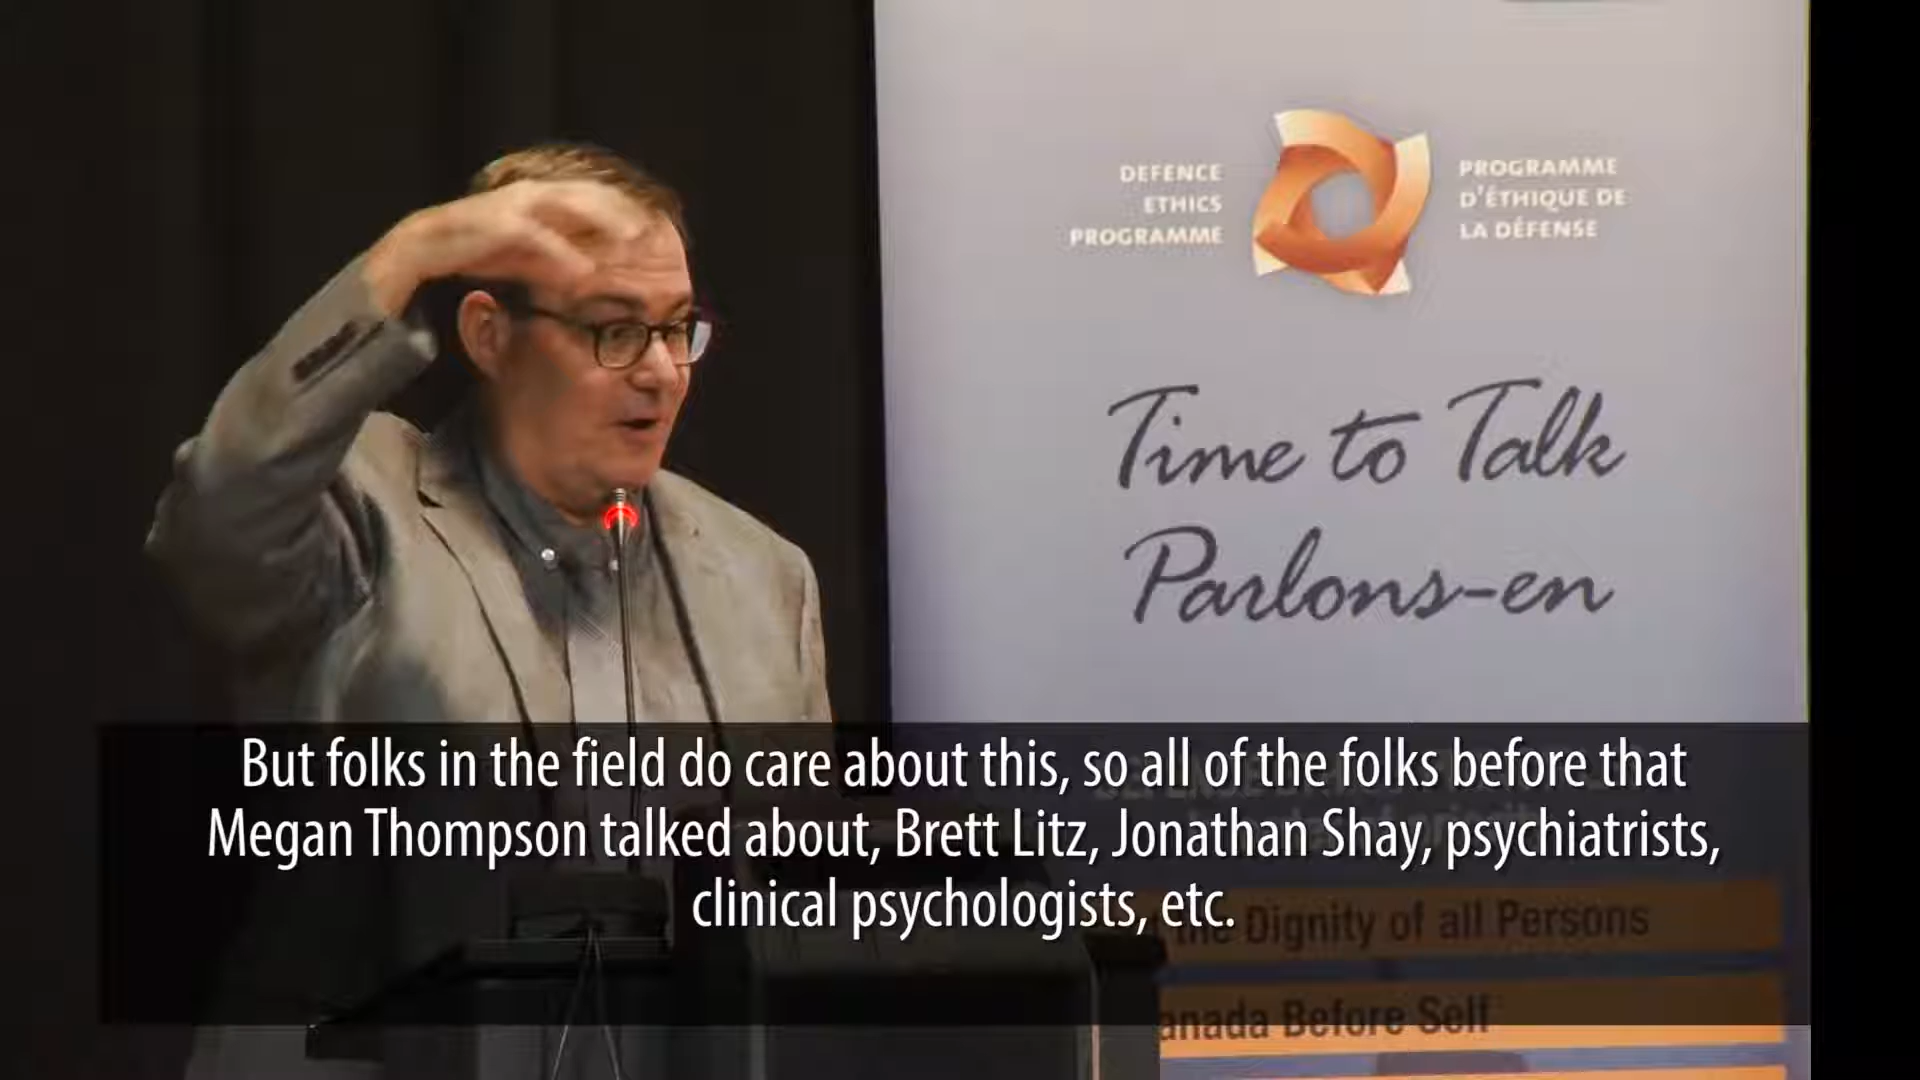 DEFENCE
ETHICS
PROGRAMME
PROGRAMME
D'ÉTHIQUE DE
LA DÉFENSE
Time to Talk
Parlons-en
But folks in the field do care about this, so all of the folks before that
Megan Thompson talked about, Brett Litz, Jonathan Shay, psychiatrists,
clinical psychologists, etc.
the Dignity of all Persons
Before Self